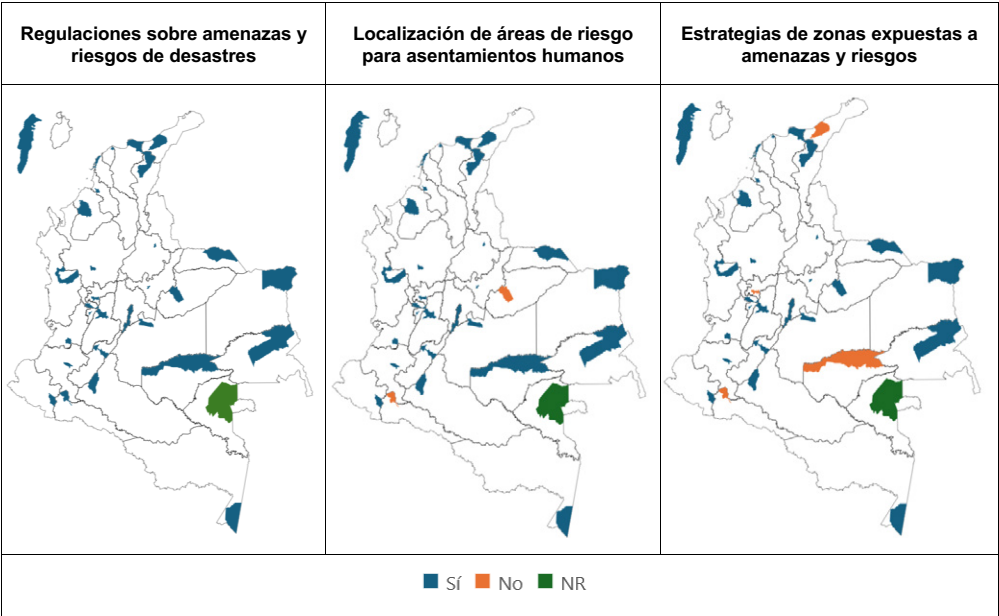 Regulaciones sobre amenazas y
riesgos de desastres
Localización de áreas de riesgo
para asentamientos humanos
Estrategias de zonas expuestas a
amenazas y riesgos
Sí No NR